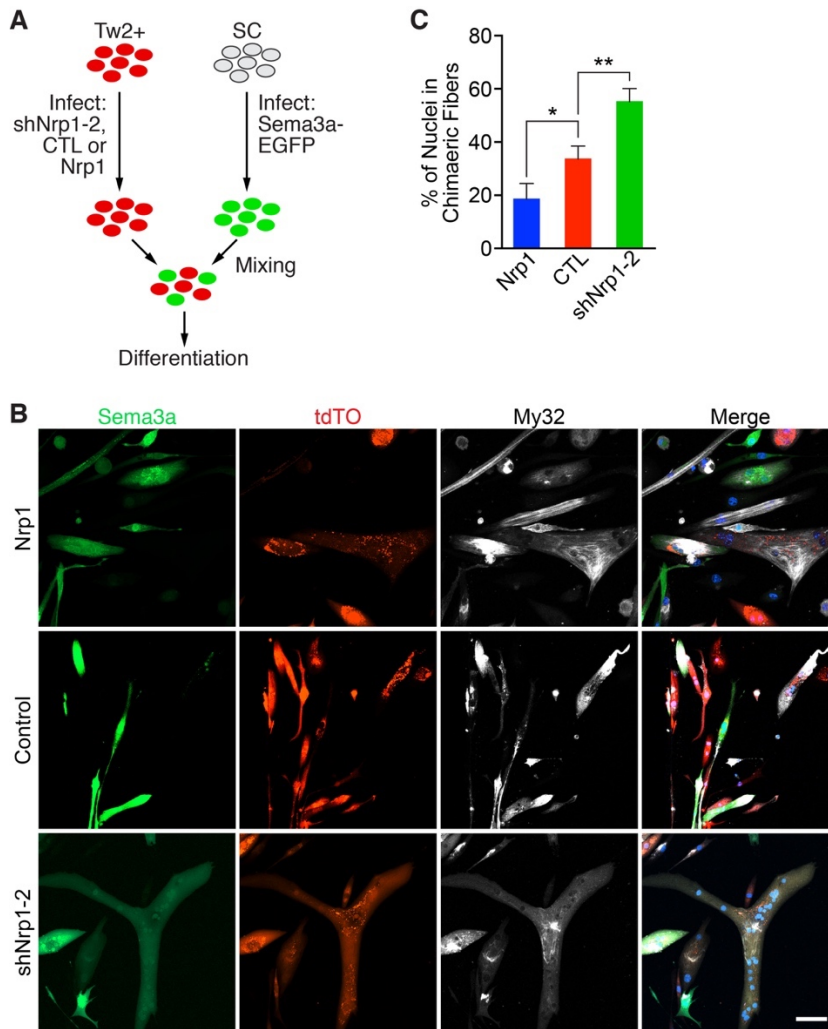 A
Tw2+
SC
Infect:
shNrp1-2,
CTL or
Nrp1
Infect:
Sema3a-
EGFP
Mixing
Differentiation
C
% of Nuclei in
Chimaeric Fibers
80
60
40
20
0
*
**
Nrp1
CTL
shNrp1-2
B
Sema3a
tdTO
My32
Merge
Nrp1
Control
shNrp1-2